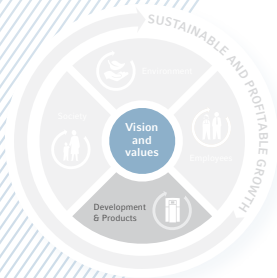 SUSTAINABLE AND PROFITABLE GROWTH
Environment
Society
Vision
and
values
Employees
Development
& Products